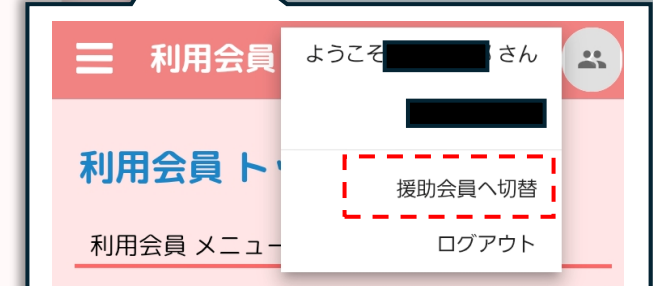 利用会員
ようこそ
さん
利用会員 ト
援助会員へ切替
利用会員 メニュー
ログアウト